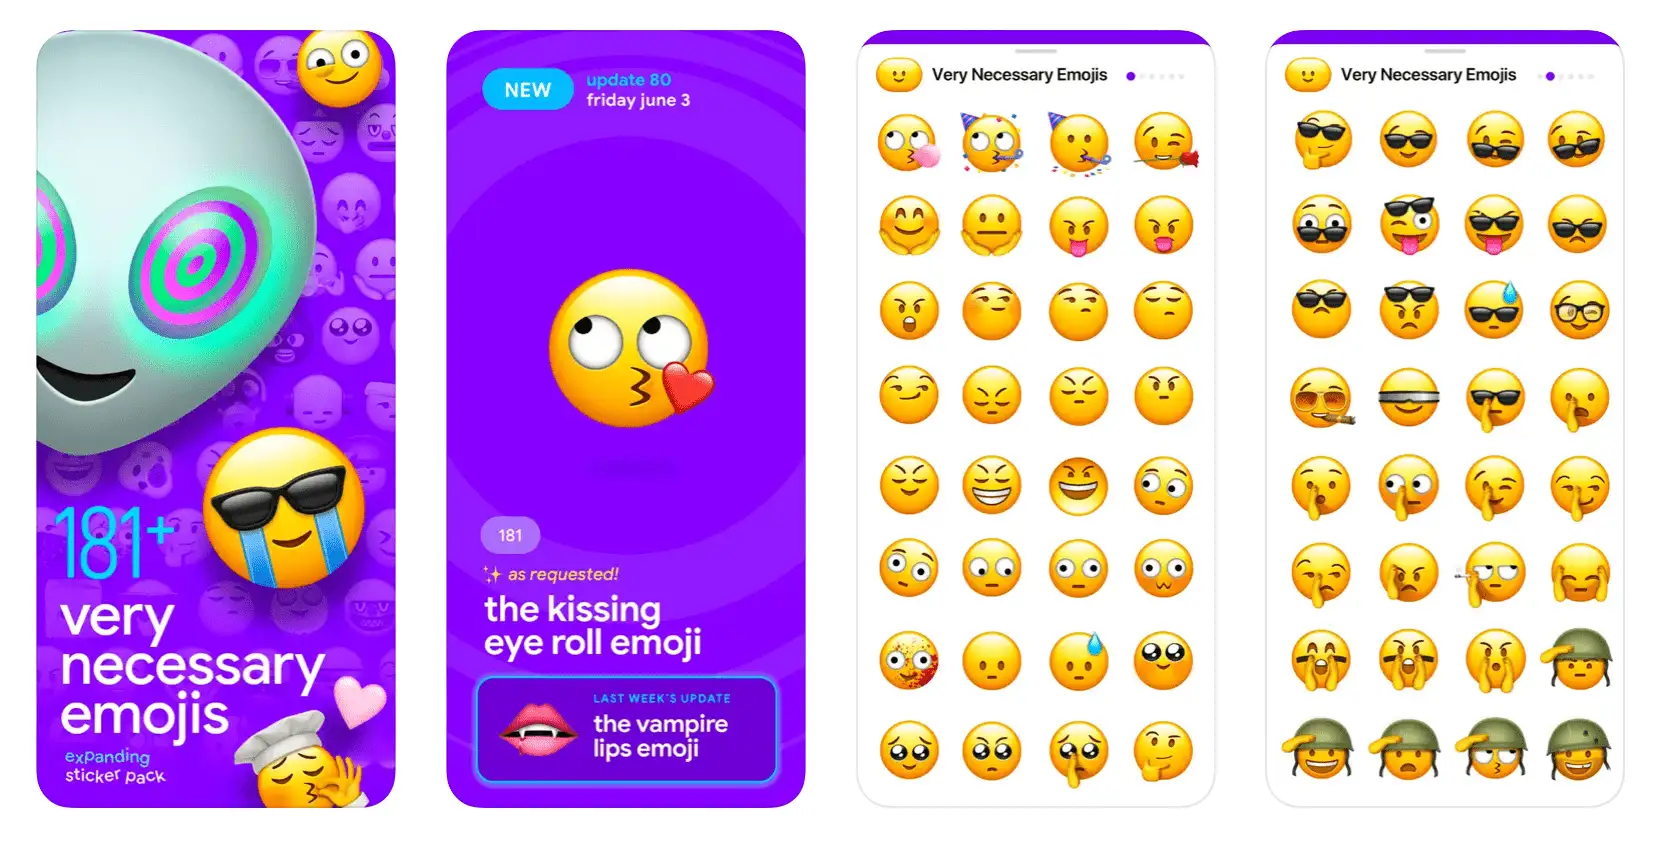 181+
very
necessary
emojis
expanding
sticker pack
NEW
update 80
friday june 3
181
as requested!
the kissing
eye roll emoji
LAST WEEK'S UPDATE
the vampire
lips emoji
Very Necessary Emojis
Very Necessary Emojis